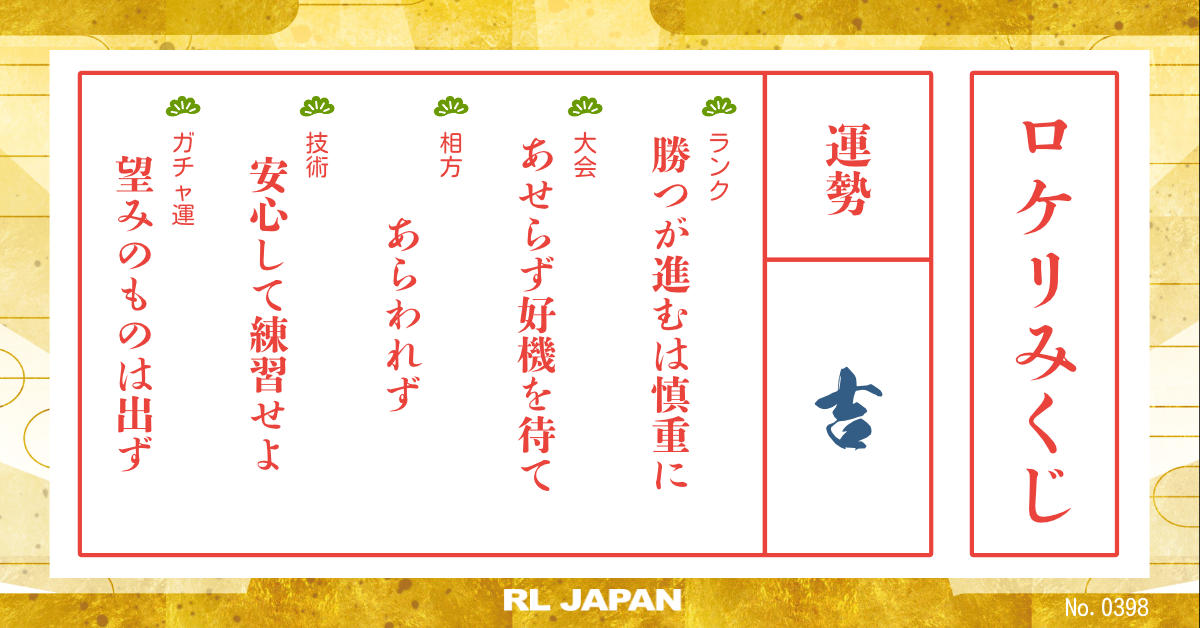 ロケリみくじ
運勢
吉
ランク
勝つが進むは慎重に
大会
あせらず好機を待て
相方
あらわれず
技術
安心して練習せよ
ガチャ運
望みのものは出ず
RL JAPAN
No. 0398